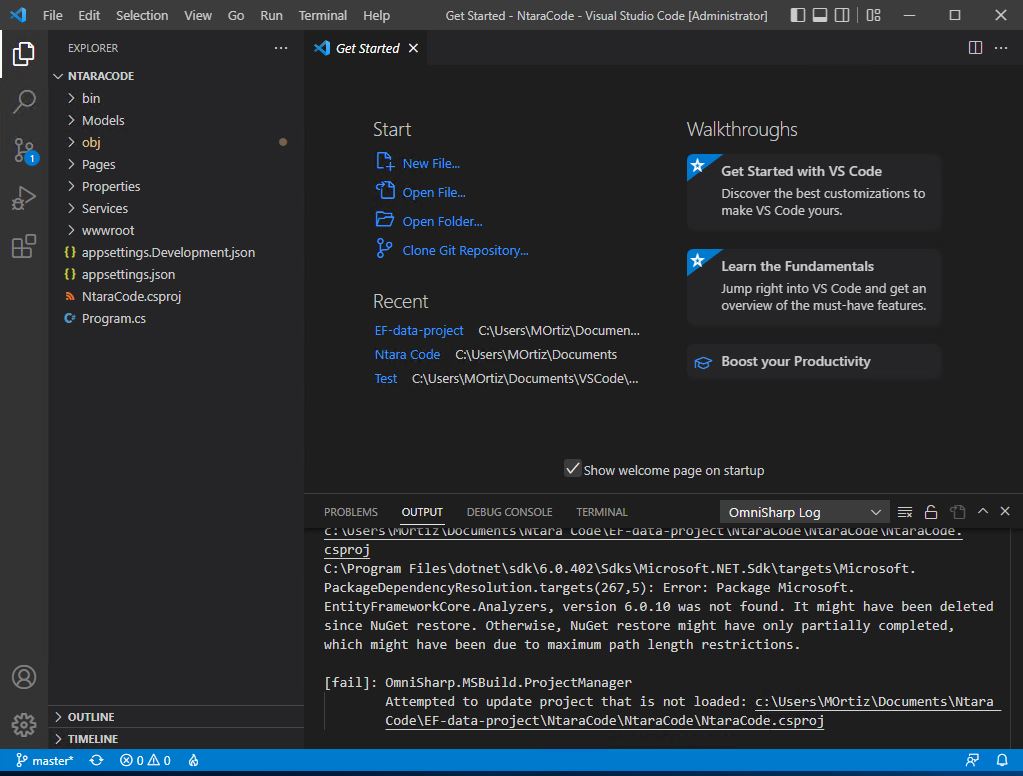 File Edit Selection View Go Run Terminal Help Get Started - NtaraCode - Visual Studio Code [Administrator]
EXPLORER
NTARACODE
bin
Models
obj
Pages
Properties
Services
wwwroot
{} appsettings.Development.json
{} appsettings.json
NtaraCode.csproj
C# Program.cs
OUTLINE
TIMELINE
1
Get Started
Start
New File...
Open File...
Open Folder...
Clone Git Repository...
Recent
EF-data-project C:\Users\MOrtiz\Documen...
Ntara Code C:\Users\MOrtiz\Documents
Test C:\Users\MOrtiz\Documents\VSCode\...
Walkthroughs
Get Started with VS Code
Discover the best customizations to
make VS Code yours.
Learn the Fundamentals
Jump right into VS Code and get an
overview of the must-have features.
Boost your Productivity
Show welcome page on startup
PROBLEMS OUTPUT DEBUG CONSOLE TERMINAL OmniSharp Log
c:\Users\MOrtiz\Documents\Ntara Code\EF-data-project\NtaraCode\NtaraCode\NtaraCode.
csproj
C:\Program Files\dotnet\sdk\6.0.402\Sdks\Microsoft.NET.Sdk\targets\Microsoft.
PackageDependencyResolution.targets(267,5): Error: Package Microsoft.
EntityFrameworkCore.Analyzers, version 6.0.10 was not found. It might have been deleted
since NuGet restore. Otherwise, NuGet restore might have only partially completed,
which might have been due to maximum path length restrictions.
[fail]: OmniSharp.MSBuild.ProjectManager
Attempted to update project that is not loaded: c:\Users\MOrtiz\Documents\Ntara
Code\EF-data-project\NtaraCode\NtaraCode\NtaraCode.csproj
master* 0 0